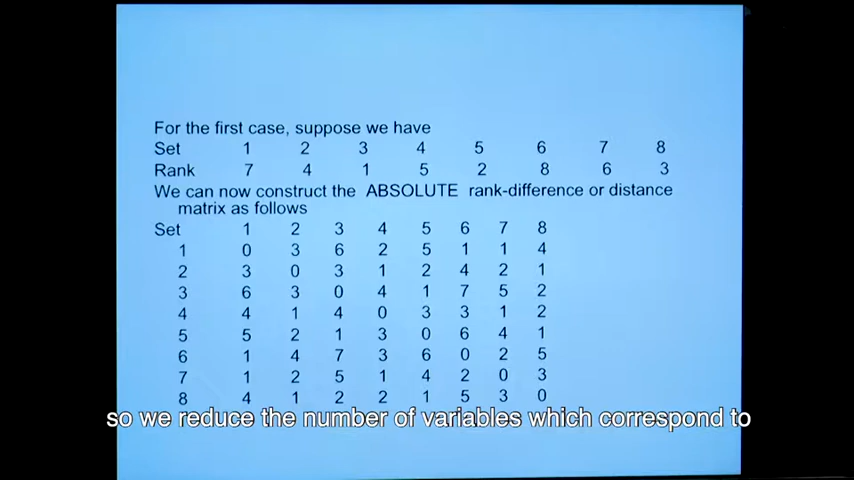 For the first case, suppose we have
Set 1 2 3 4 5 6 7 8
Rank 7 4 1 5 2 8 6 3
We can now construct the ABSOLUTE rank-difference or distance
matrix as follows
Set 1 2 3 4 5 6 7 8
1 0 3 6 2 5 1 1 4
2 3 0 3 1 2 4 2 1
3 6 3 0 4 1 7 5 2
4 4 1 4 0 3 3 1 2
5 5 2 1 3 0 6 4 1
6 1 4 7 3 6 0 2 5
7 1 2 5 1 4 2 0 3
8 4 1 2 2 1 5 3 0
so we reduce the number of variables which correspond to